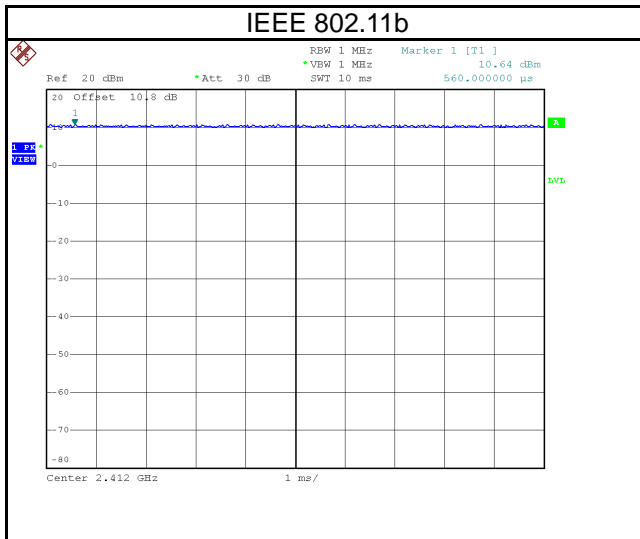 IEEE 802.11b
R S
RBW 1 MHz Marker 1 [T1 ]
*VBW 1 MHz 10.64 dBm
Ref 20 dBm *Att 30 dB SWT 10 ms 560.000000 µs
20 Offset 10.8 dB
1
10
A
1 PK *
VIEW
0
LVL
-10
-20
-30
-40
-50
-60
-70
-80
Center 2.412 GHz 1 ms/